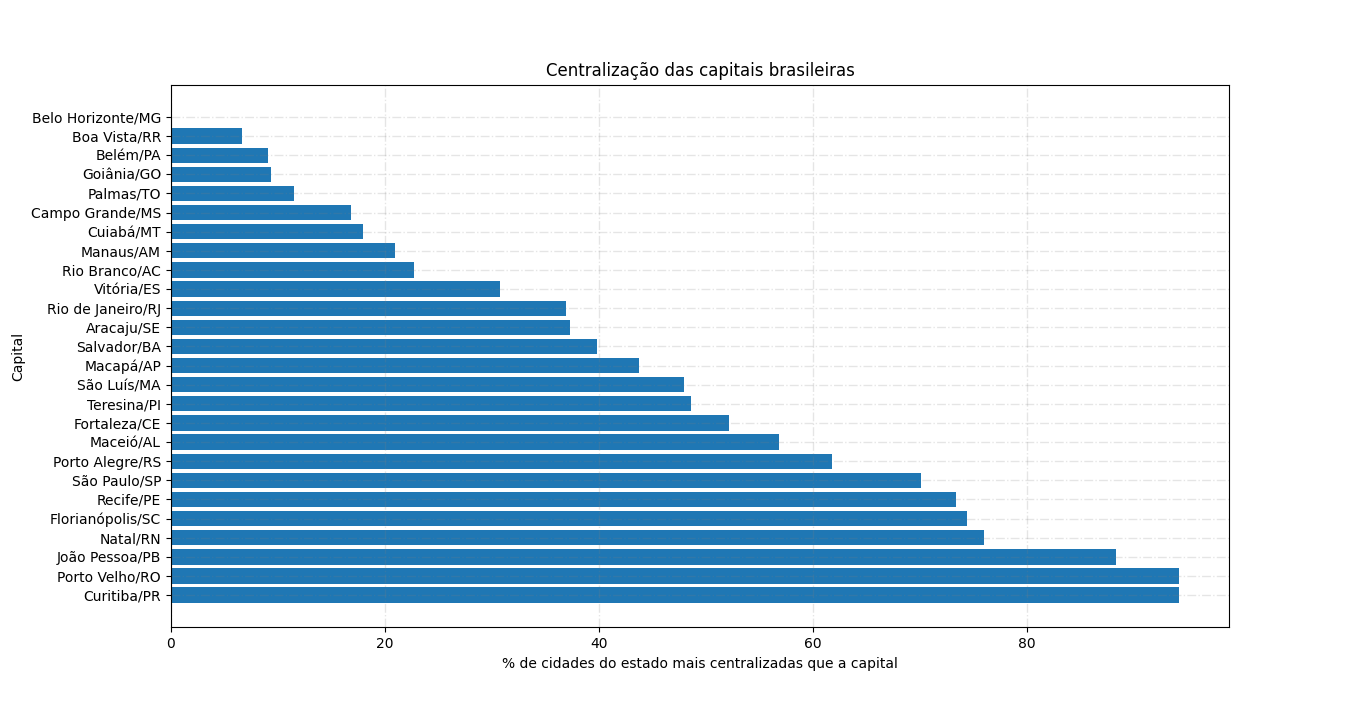 Centralização das capitais brasileiras
Capital
Belo Horizonte/MG
Boa Vista/RR
Belém/PA
Goiânia/GO
Palmas/TO
Campo Grande/MS
Cuiabá/MT
Manaus/AM
Rio Branco/AC
Vitória/ES
Rio de Janeiro/RJ
Aracaju/SE
Salvador/BA
Macapá/AP
São Luís/MA
Teresina/PI
Fortaleza/CE
Maceió/AL
Porto Alegre/RS
São Paulo/SP
Recife/PE
Florianópolis/SC
Natal/RN
João Pessoa/PB
Porto Velho/RO
Curitiba/PR
0 20 40 60 80
% de cidades do estado mais centralizadas que a capital